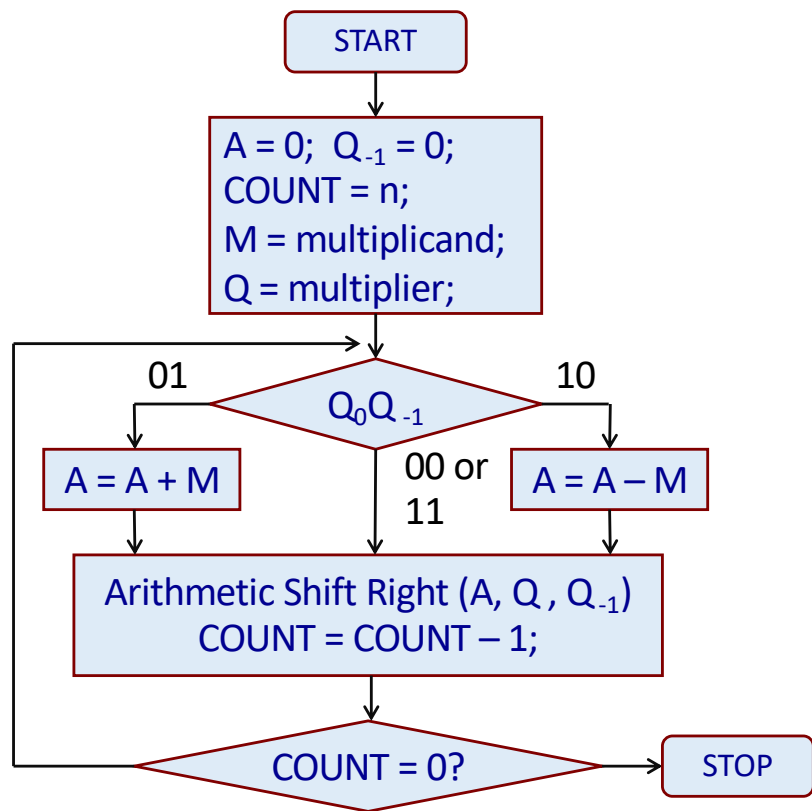 START
A = 0; Q₋₁ = 0;
COUNT = n;
M = multiplicand;
Q = multiplier;
01
10
Q₀Q₋₁
A = A + M
00 or
11
A = A – M
Arithmetic Shift Right (A, Q , Q₋₁)
COUNT = COUNT – 1;
COUNT = 0?
STOP